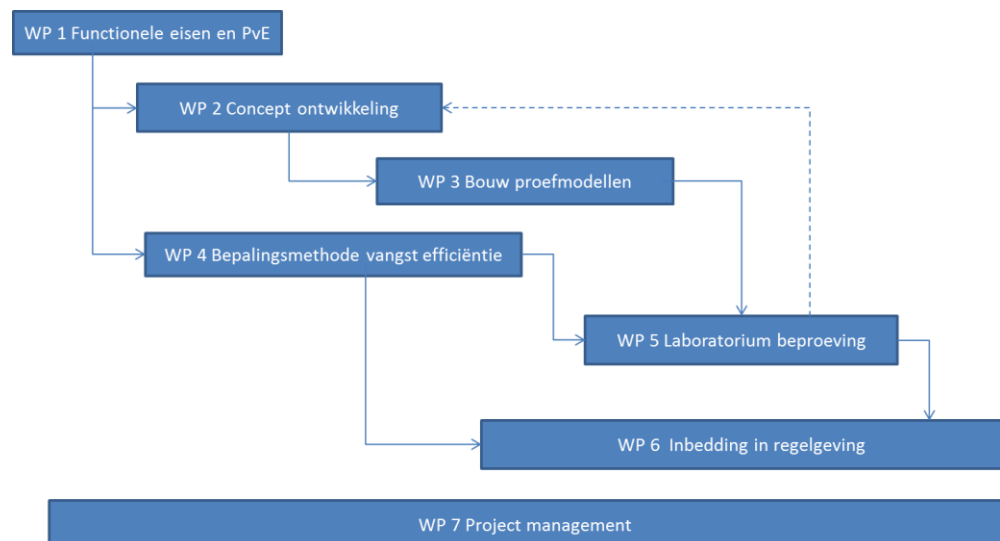 WP 1 Functionele eisen en PvE
WP 2 Concept ontwikkeling
WP 3 Bouw proefmodellen
WP 4 Bepalingsmethode vangst efficiëntie
WP 5 Laboratorium beproeving
WP 6 Inbedding in regelgeving
WP 7 Project management